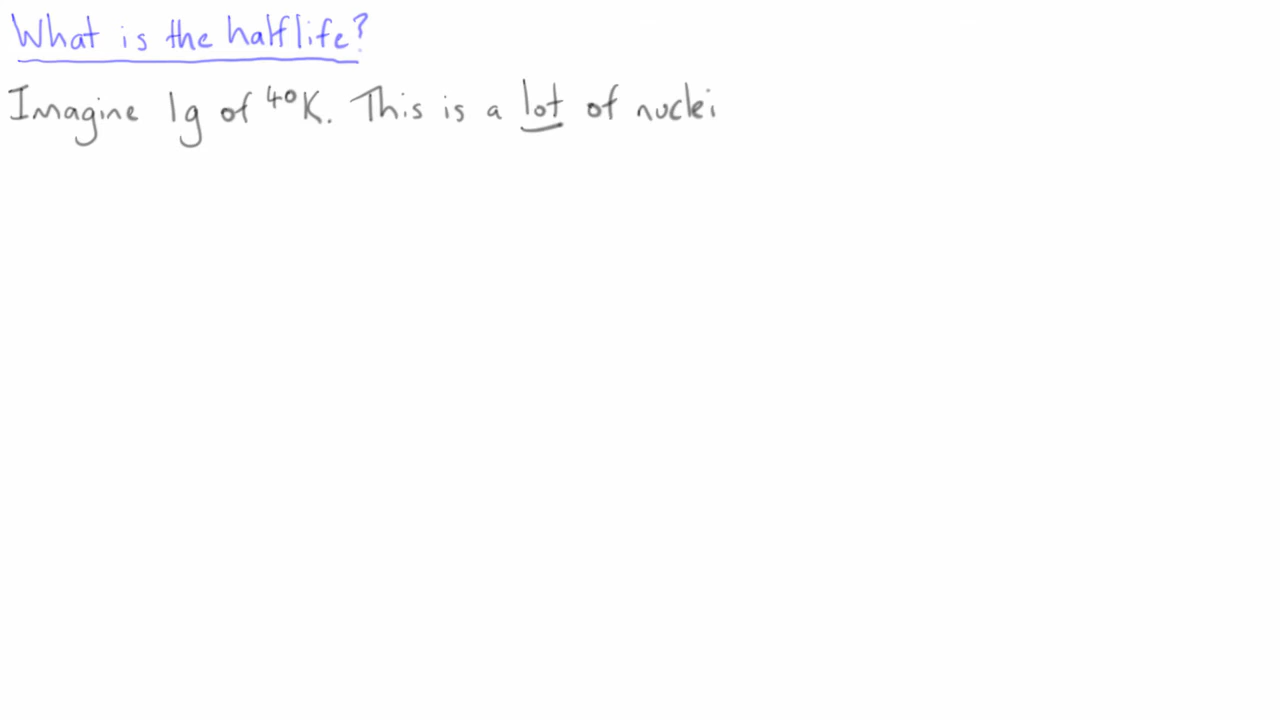 What is the halflife?
Imagine 1g of ⁴⁰K. This is a lot of nuclei